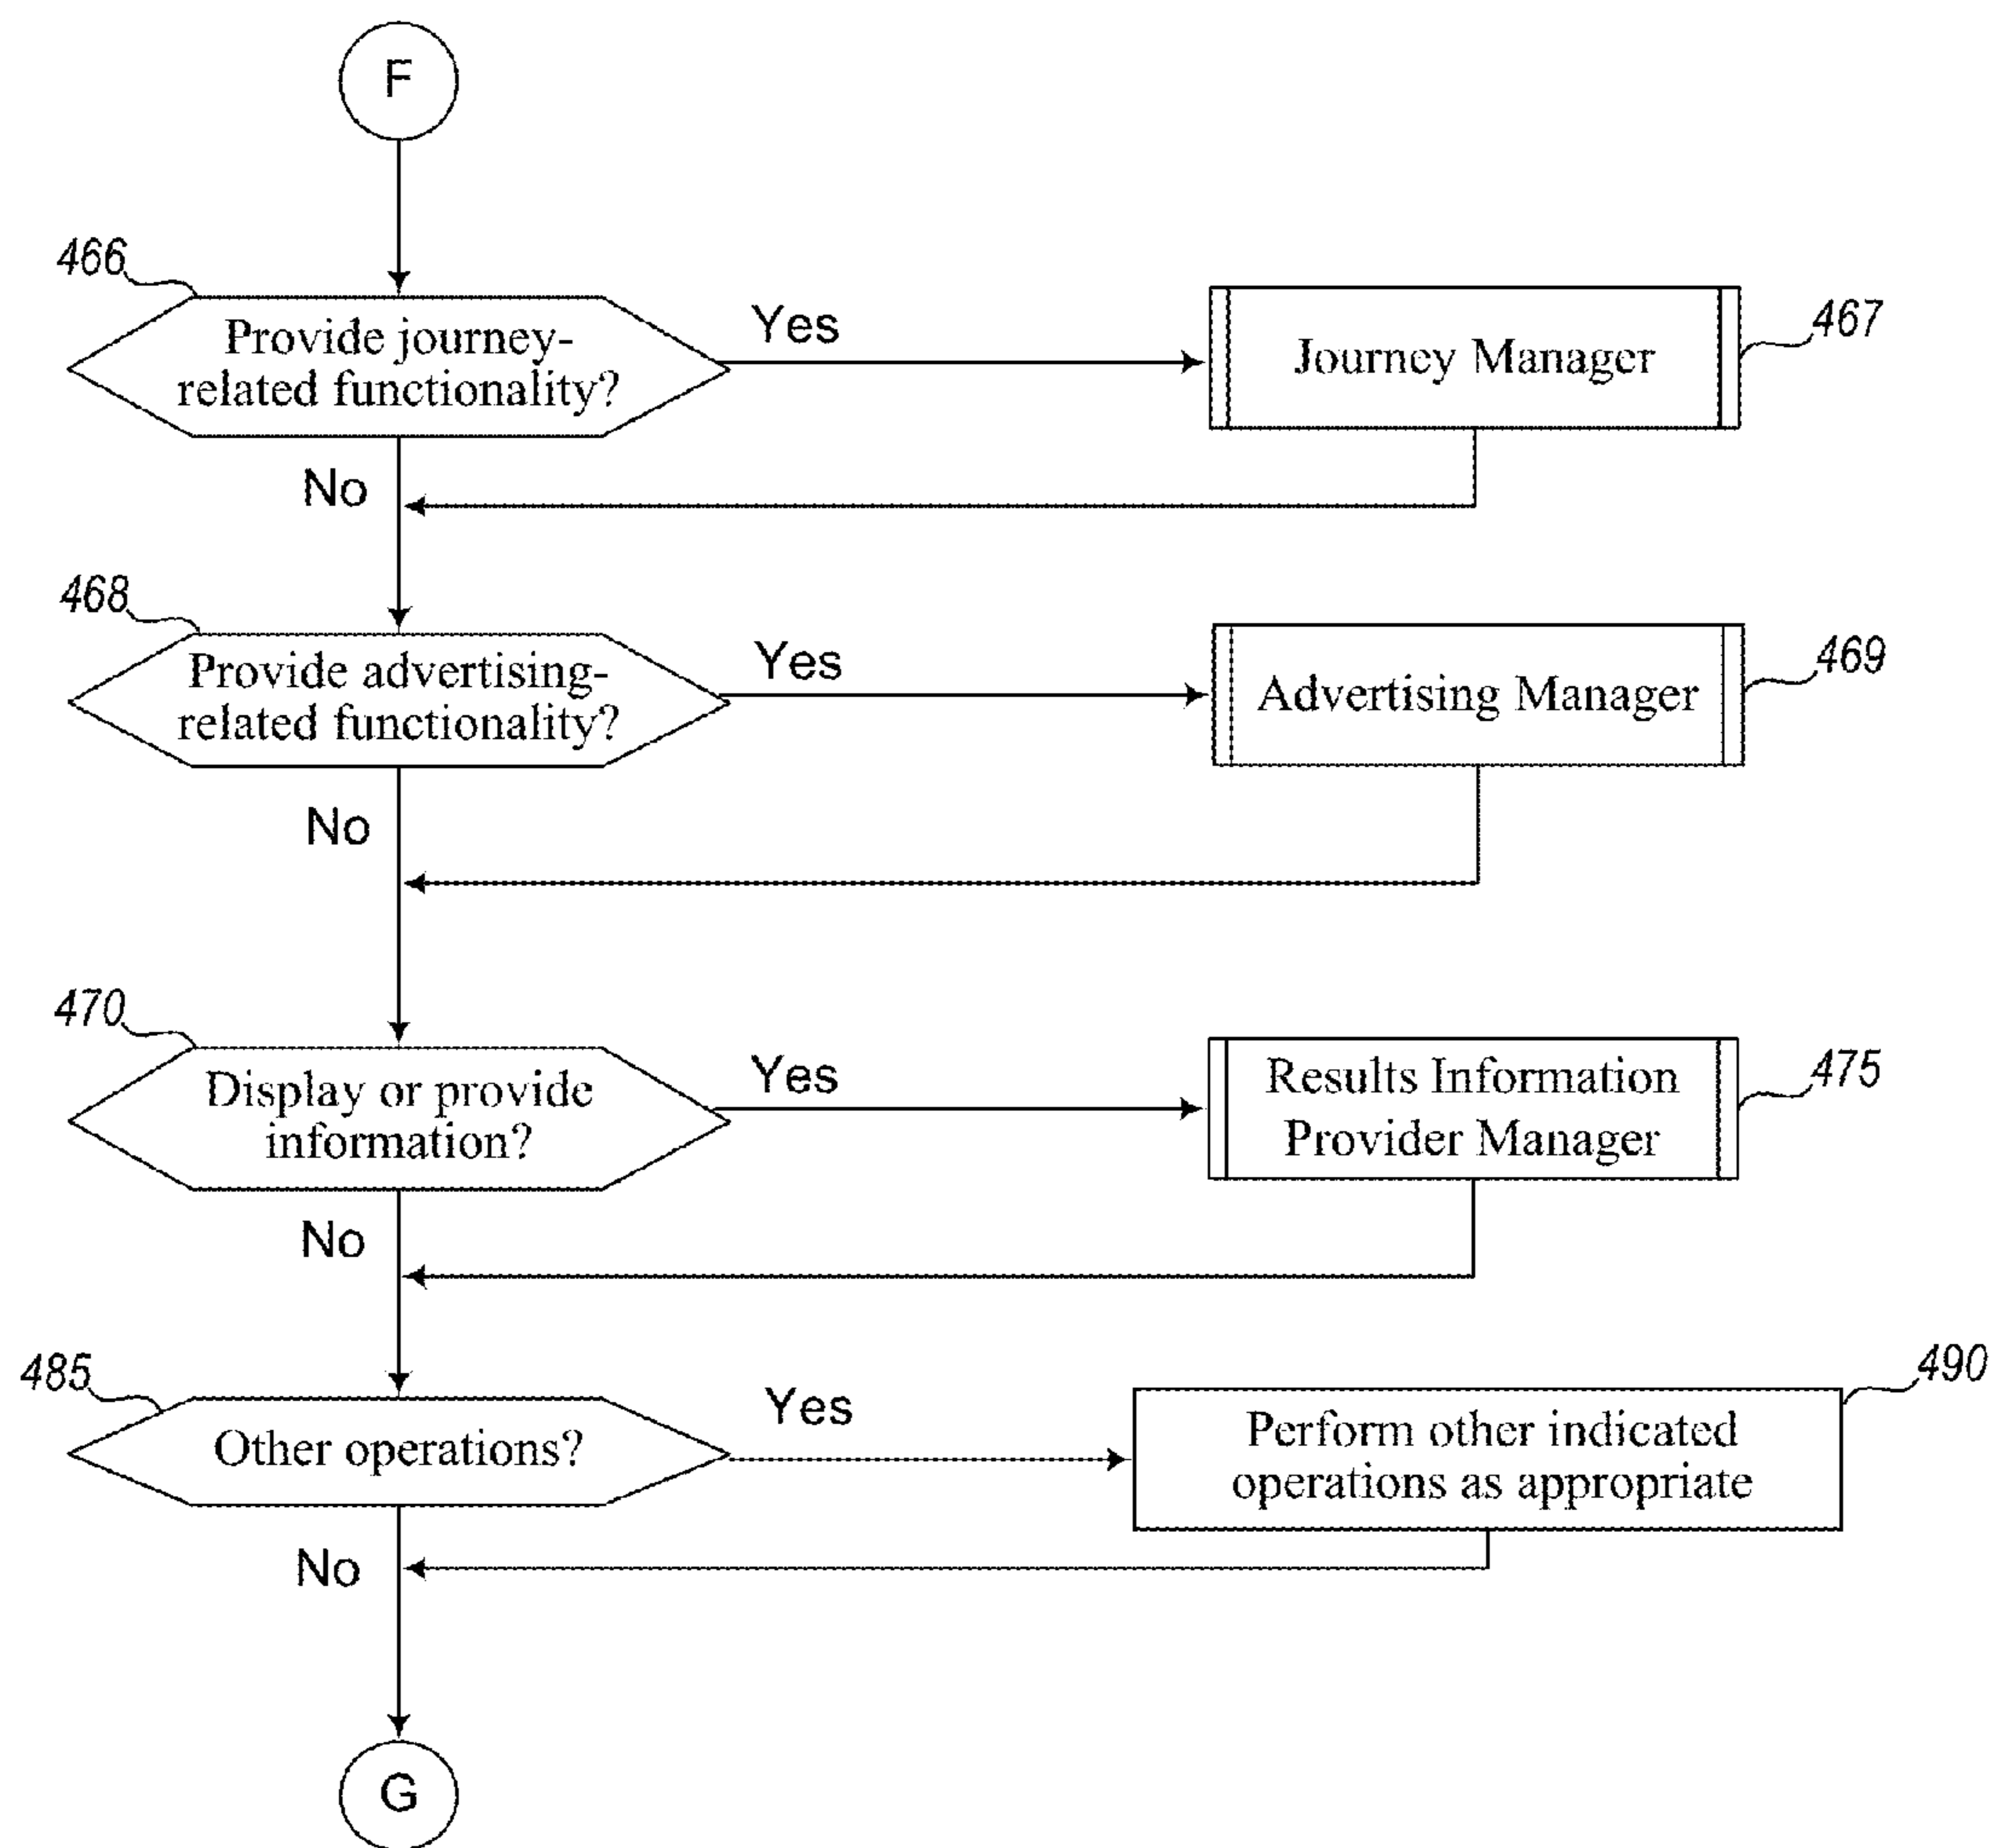 F
466
Provide journey-
related functionality?
Yes
Journey Manager
467
No
468
Provide advertising-
related functionality?
Yes
Advertising Manager
469
No
470
Display or provide
information?
Yes
Results Information
Provider Manager
475
No
485
Other operations?
Yes
Perform other indicated
operations as appropriate
490
No
G